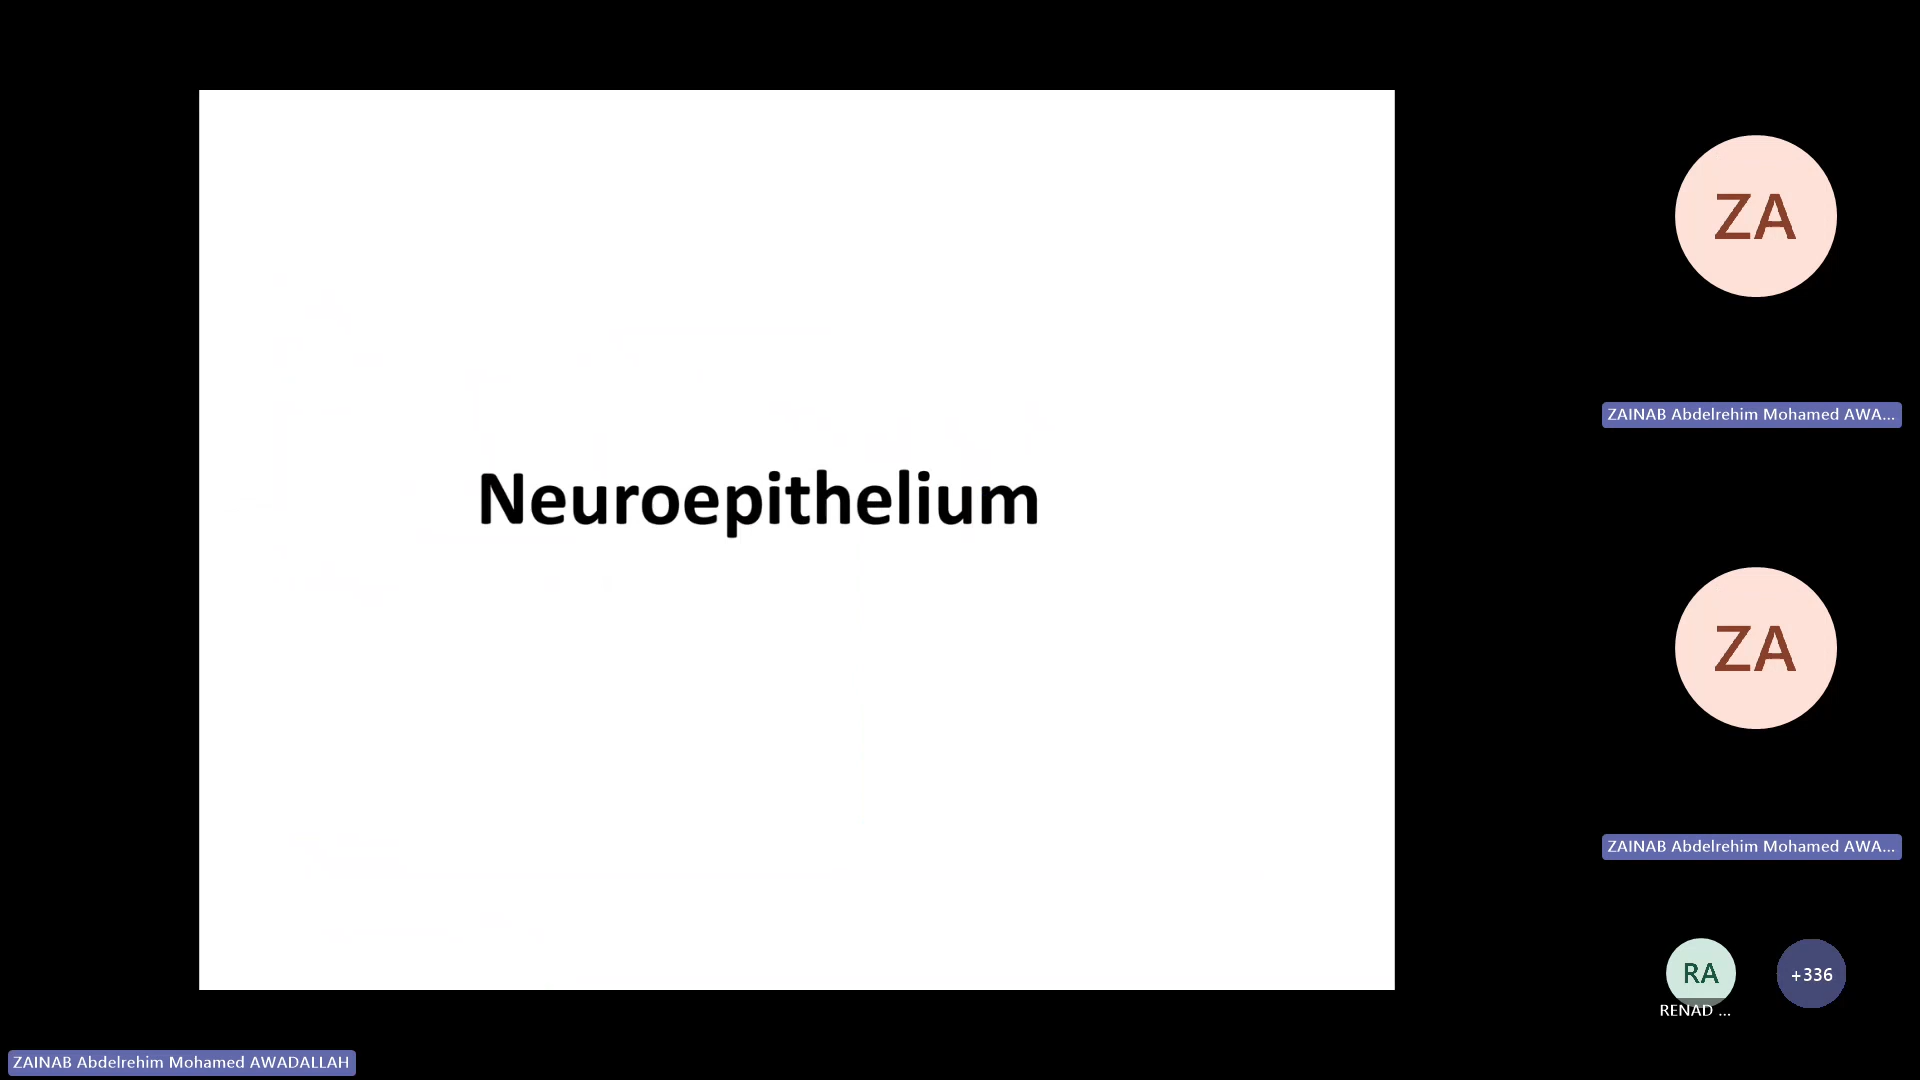 Neuroepithelium
ZA
ZAINAB Abdelrehim Mohamed AWA...
ZA
ZAINAB Abdelrehim Mohamed AWA...
RA
RENAD ...
+336
ZAINAB Abdelrehim Mohamed AWADALLAH